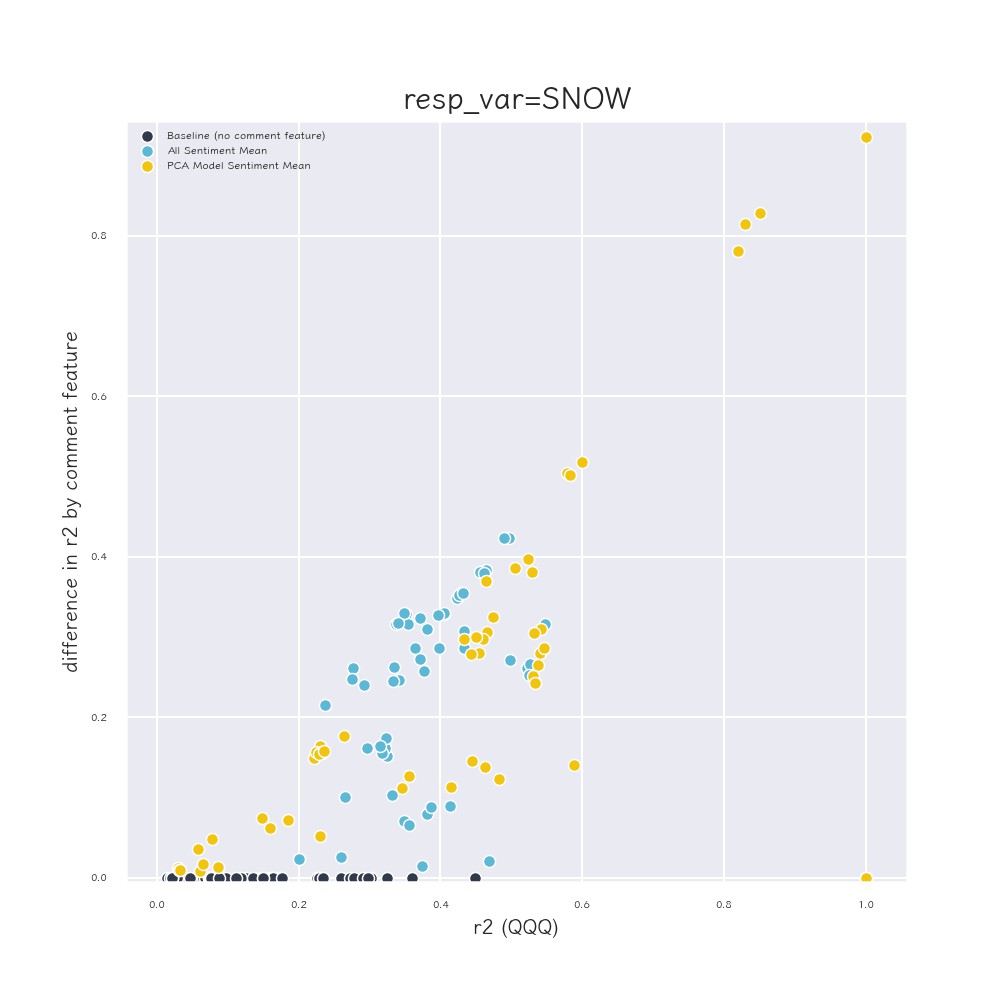 resp_var=SNOW
Baseline (no comment feature)
All Sentiment Mean
PCA Model Sentiment Mean
difference in r2 by comment feature
0.8
0.6
0.4
0.2
0.0
0.0 0.2 0.4 0.6 0.8 1.0
r2 (QQQ)